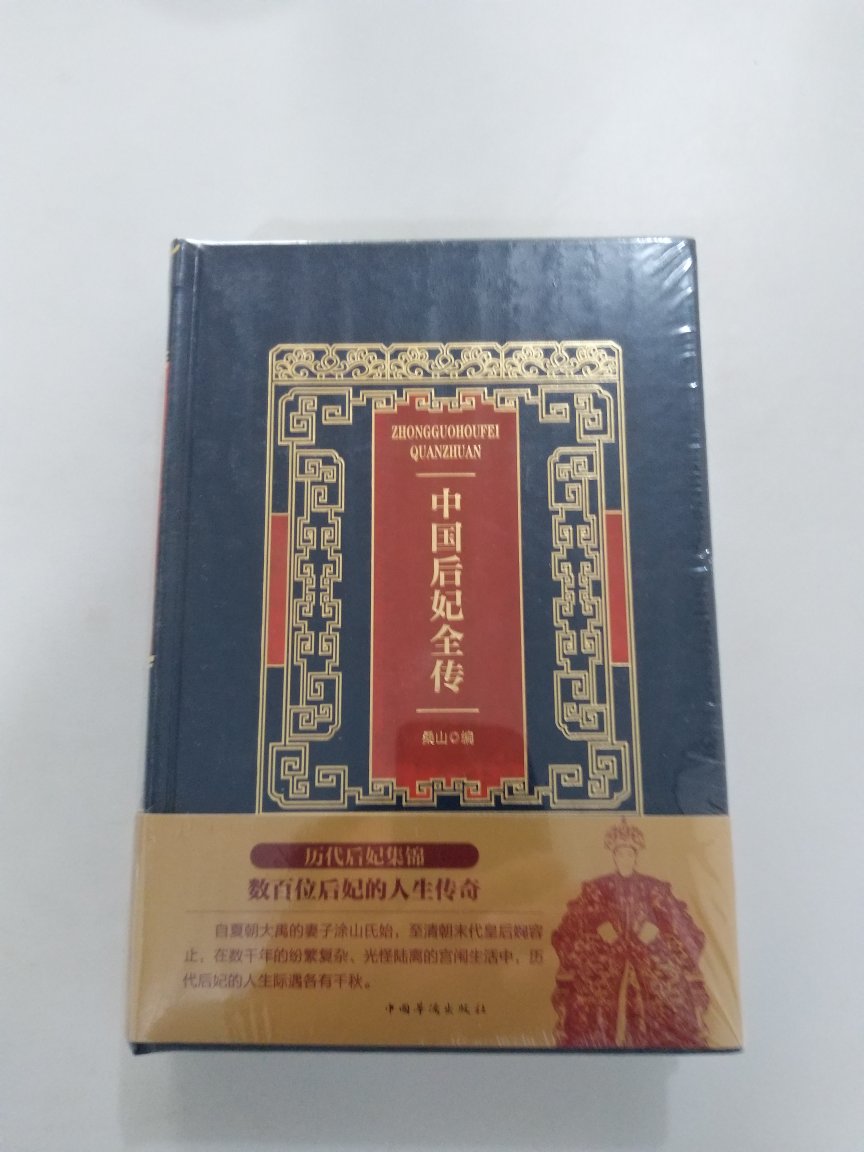 ZHONGGUOHOUFEI
QUANZHUAN
中国后妃全传
桑山◎编
历代后妃集锦
数百位后妃的人生传奇
自夏朝大禹的妻子涂山氏始，至清朝末代皇后婉容
止，在数千年的纷繁复杂、光怪陆离的宫闱生活中，历
代后妃的人生际遇各有千秋。
中国华侨出版社